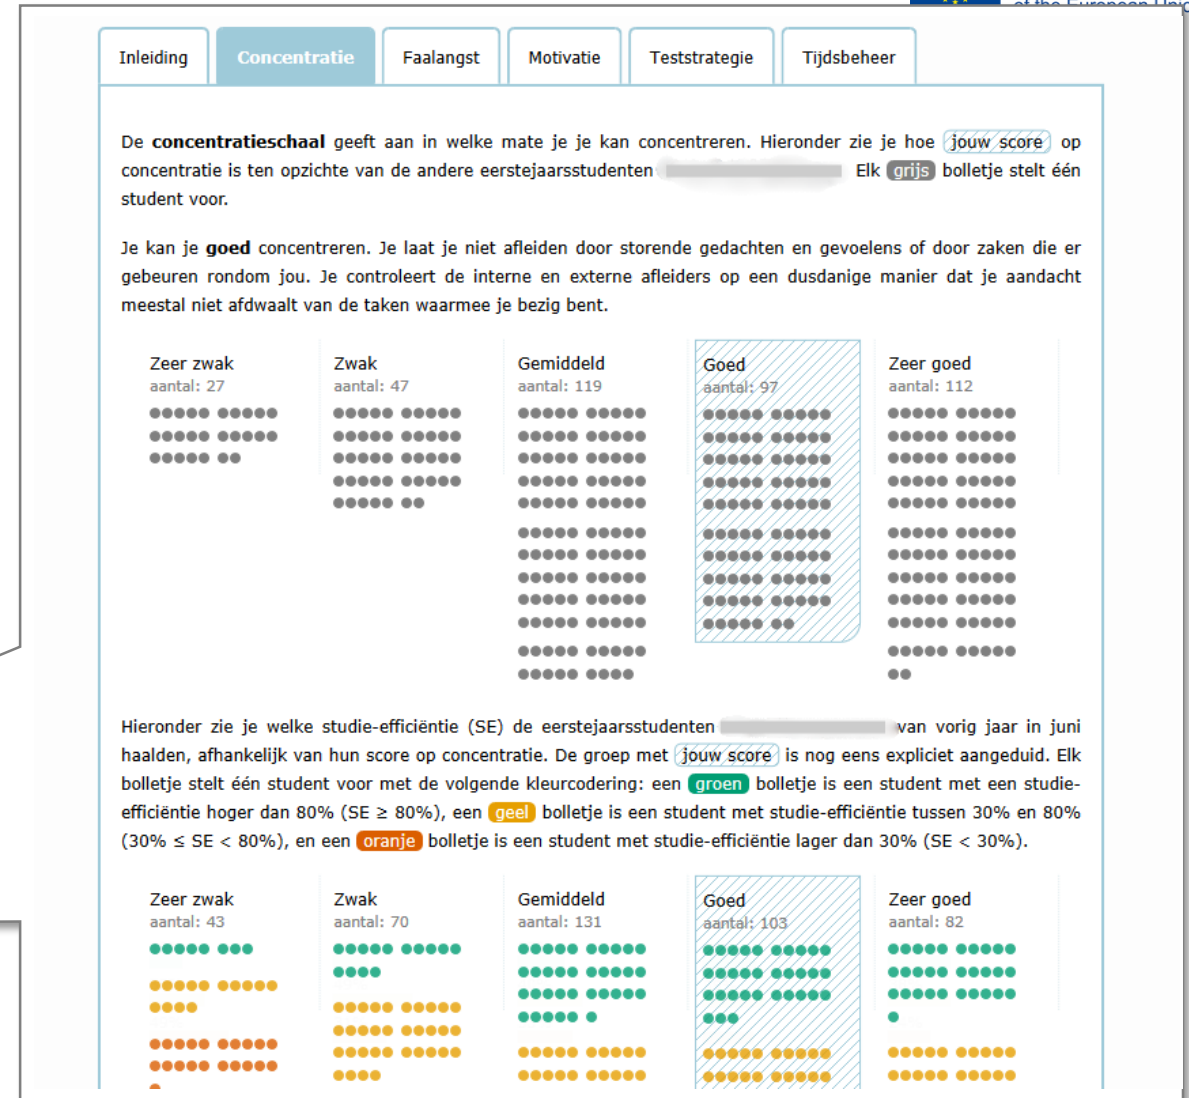 of the European Unio
Inleiding
Concentratie
Faalangst
Motivatie
Teststrategie
Tijdsbeheer
De concentratieschaal geeft aan in welke mate je je kan concentreren. Hieronder zie je hoe jouw score op
concentratie is ten opzichte van de andere eerstejaarsstudenten Elk grijs bolletje stelt één
student voor.
Je kan je goed concentreren. Je laat je niet afleiden door storende gedachten en gevoelens of door zaken die er
gebeuren rondom jou. Je controleert de interne en externe afleiders op een dusdanige manier dat je aandacht
meestal niet afdwaalt van de taken waarmee je bezig bent.
Zeer zwak
aantal: 27
Zwak
aantal: 47
Gemiddeld
aantal: 119
Goed
aantal: 97
Zeer goed
aantal: 112
Hieronder zie je welke studie-efficiëntie (SE) de eerstejaarsstudenten van vorig jaar in juni
haalden, afhankelijk van hun score op concentratie. De groep met jouw score is nog eens expliciet aangeduid. Elk
bolletje stelt één student voor met de volgende kleurcodering: een groen bolletje is een student met een studie-
efficiëntie hoger dan 80% (SE ≥ 80%), een geel bolletje is een student met studie-efficiëntie tussen 30% en 80%
(30% ≤ SE < 80%), en een oranje bolletje is een student met studie-efficiëntie lager dan 30% (SE < 30%).
Zeer zwak
aantal: 43
Zwak
aantal: 70
Gemiddeld
aantal: 131
Goed
aantal: 103
Zeer goed
aantal: 82